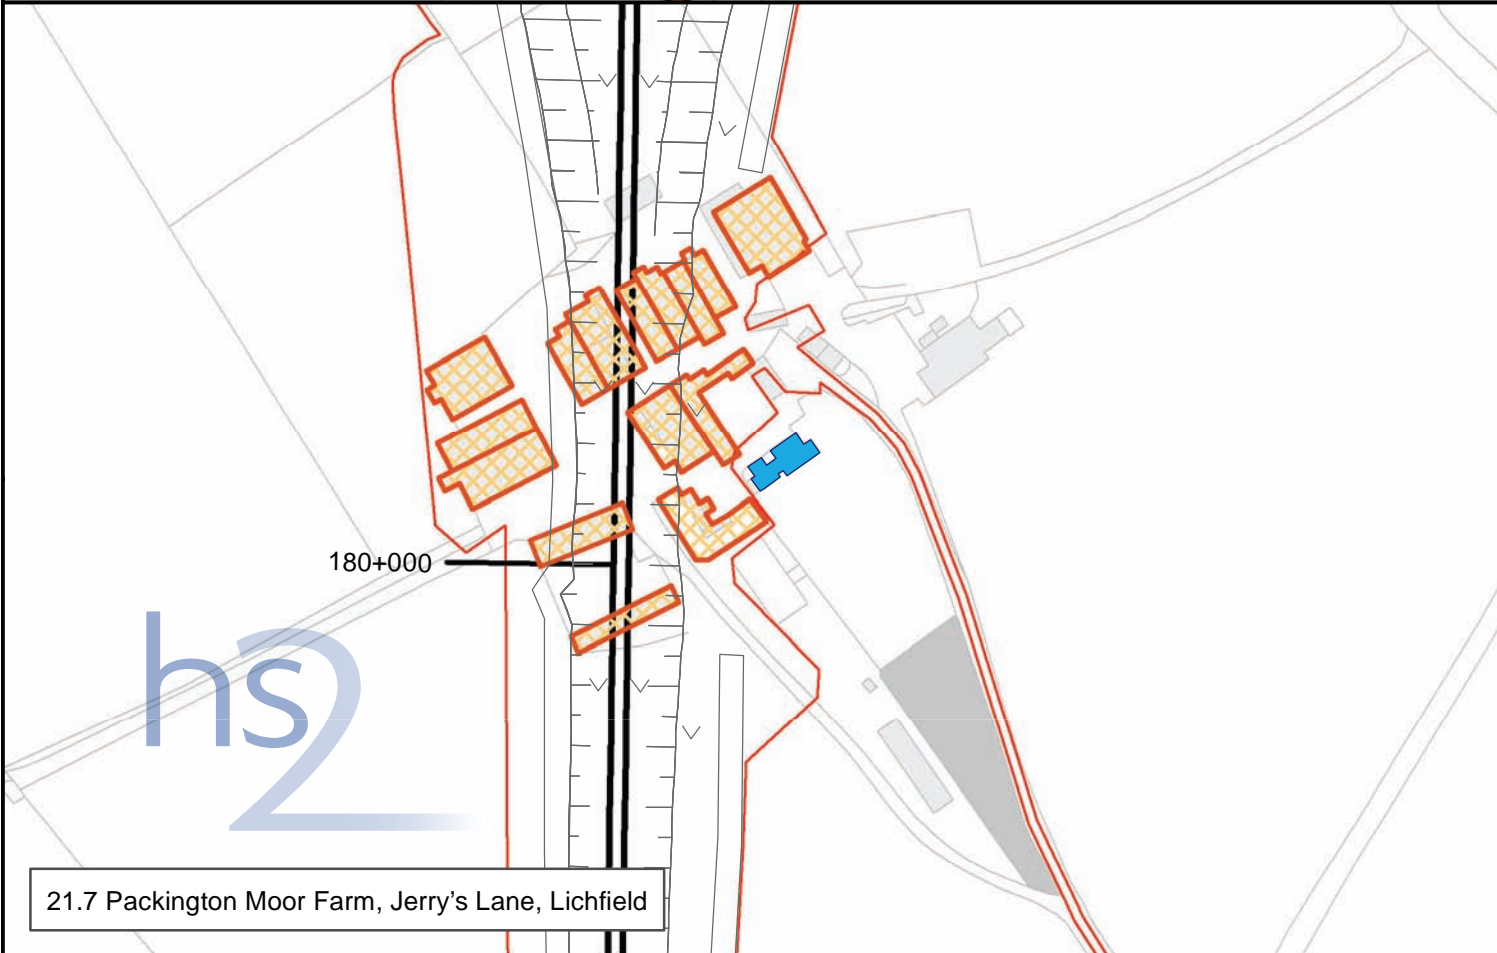 180+000
hs2
21.7 Packington Moor Farm, Jerry’s Lane, Lichfield